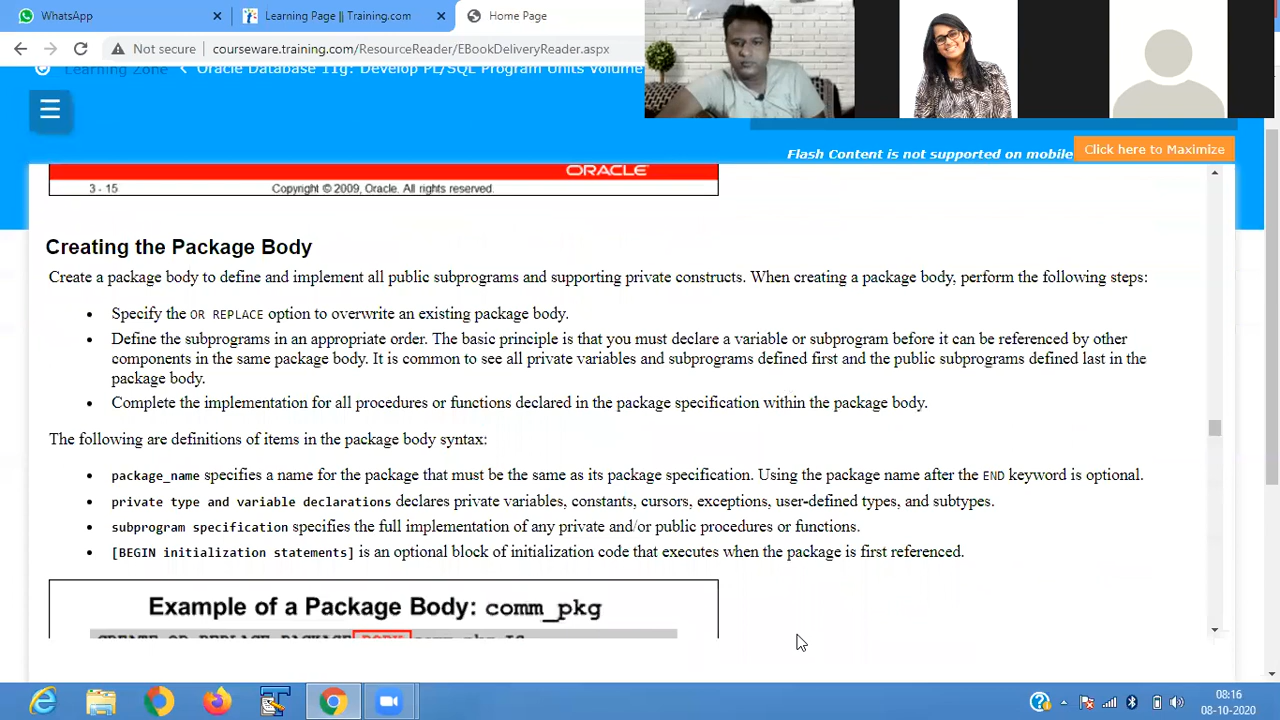 WhatsApp
Learning Page || Training.com
Home Page
Not secure
courseware.training.com/ResourceReader/EBookDeliveryReader.aspx
Learning Zone
Oracle Database 11g: Develop PL/SQL Program Units Volume
Flash Content is not supported on mobile
Click here to Maximize
ORACLE
3 - 15
Copyright © 2009, Oracle. All rights reserved.
Creating the Package Body
Create a package body to define and implement all public subprograms and supporting private constructs. When creating a package body, perform the following steps:
• Specify the OR REPLACE option to overwrite an existing package body.
• Define the subprograms in an appropriate order. The basic principle is that you must declare a variable or subprogram before it can be referenced by other
components in the same package body. It is common to see all private variables and subprograms defined first and the public subprograms defined last in the
package body.
• Complete the implementation for all procedures or functions declared in the package specification within the package body.
The following are definitions of items in the package body syntax:
• package_name specifies a name for the package that must be the same as its package specification. Using the package name after the END keyword is optional.
• private type and variable declarations declares private variables, constants, cursors, exceptions, user-defined types, and subtypes.
• subprogram specification specifies the full implementation of any private and/or public procedures or functions.
• [BEGIN initialization statements] is an optional block of initialization code that executes when the package is first referenced.
Example of a Package Body: comm_pkg
CREATE OR REPLACE PACKAGE BODY comm_pkg IS
08:16
08-10-2020